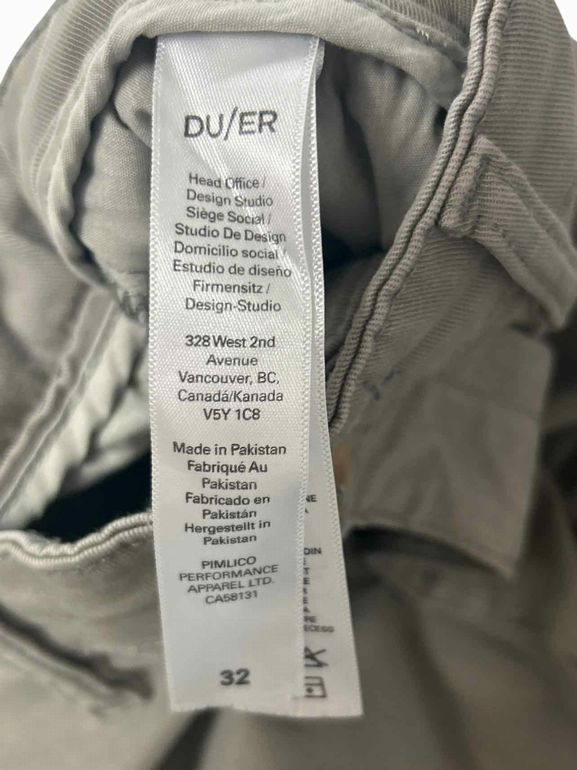 DU/ER
Head Office /
Design Studio
Siège Social /
Studio De Design
Domicilio social /
Estudio de diseño
Firmensitz /
Design-Studio
328 West 2nd
Avenue
Vancouver, BC,
Canadá/Kanada
V5Y 1C8
Made in Pakistan
Fabriqué Au
Pakistan
Fabricado en
Pakistán
Hergestellt in
Pakistan
PIMLICO
PERFORMANCE
APPAREL LTD.
CA58131
32